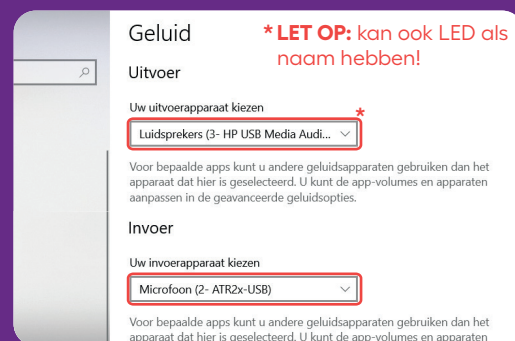 Geluid
* LET OP: kan ook LED als
naam hebben!
Uitvoer
Uw uitvoerapparaat kiezen
*
Luidsprekers (3- HP USB Media Audi...
Voor bepaalde apps kunt u andere geluidsapparaten gebruiken dan het
apparaat dat hier is geselecteerd. U kunt de app-volumes en apparaten
aanpassen in de geavanceerde geluidsopties.
Invoer
Uw invoerapparaat kiezen
Microfoon (2- ATR2x-USB)
Voor bepaalde apps kunt u andere geluidsapparaten gebruiken dan het
apparaat dat hier is geselecteerd. U kunt de app-volumes en apparaten